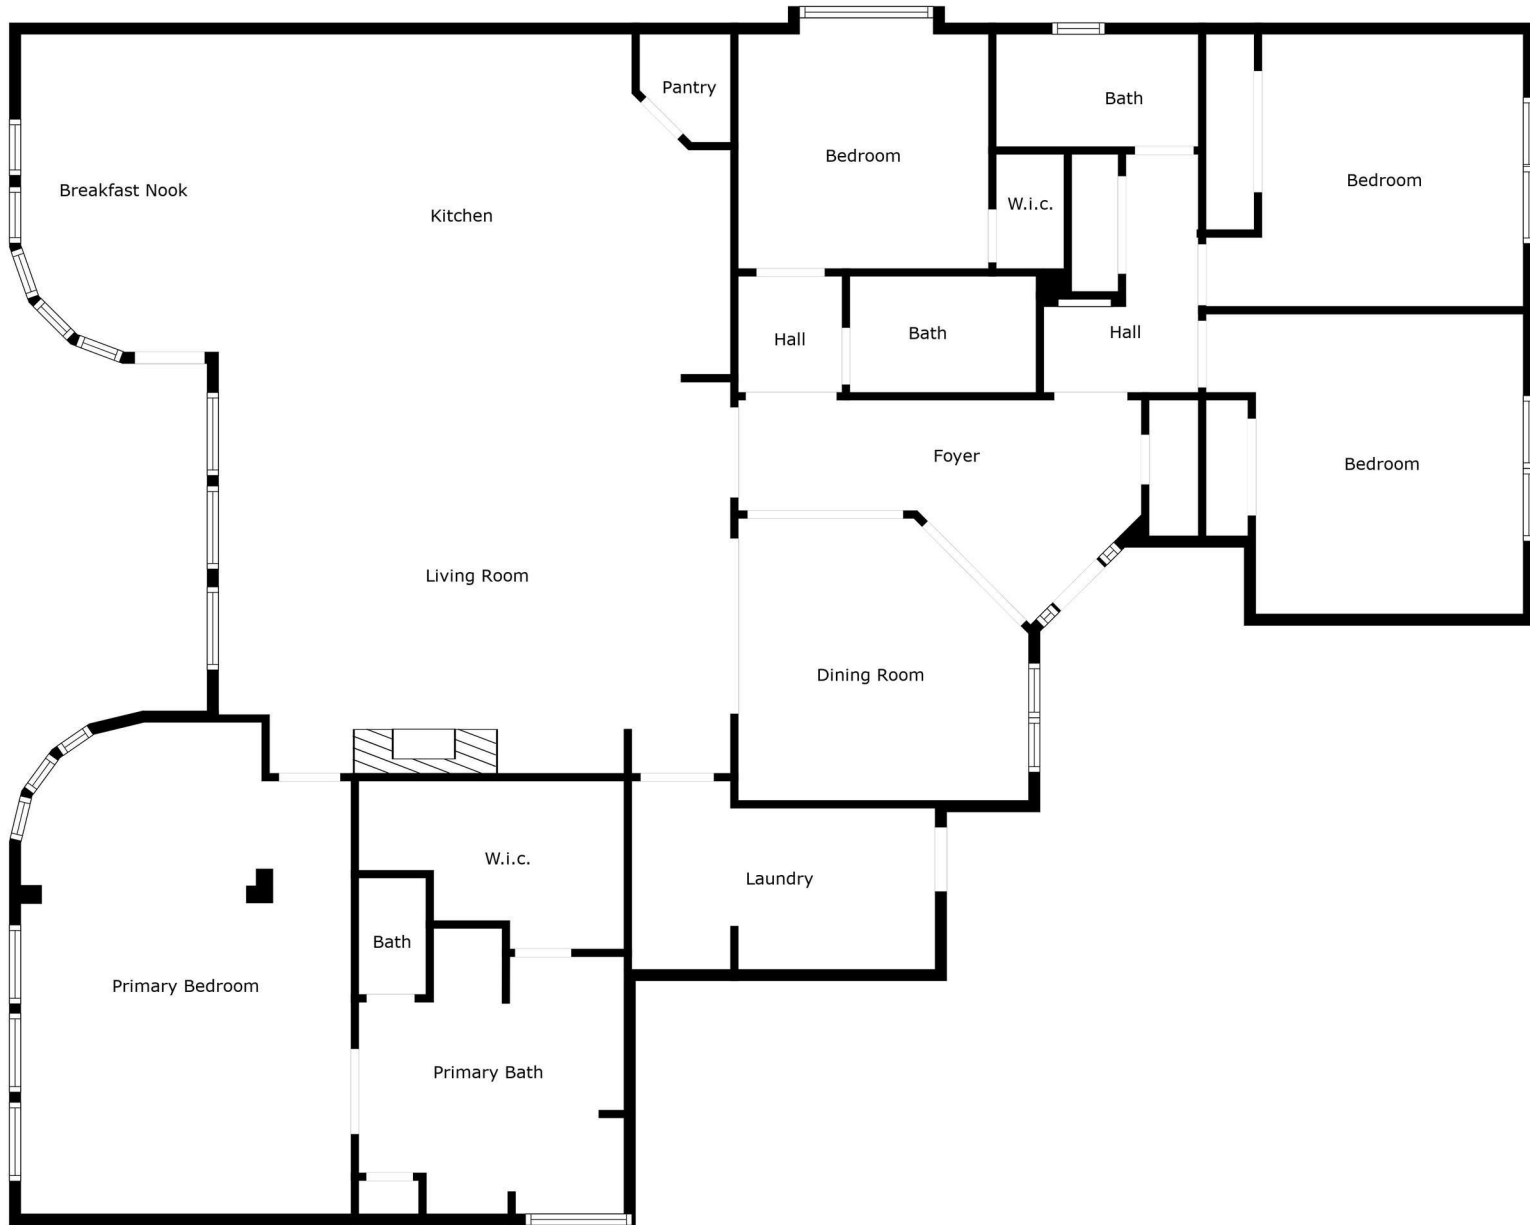 Pantry
Bath
Bedroom
Bedroom
Breakfast Nook
Kitchen
W.i.c.
Hall
Bath
Hall
Foyer
Bedroom
Living Room
Dining Room
W.i.c.
Laundry
Bath
Primary Bedroom
Primary Bath